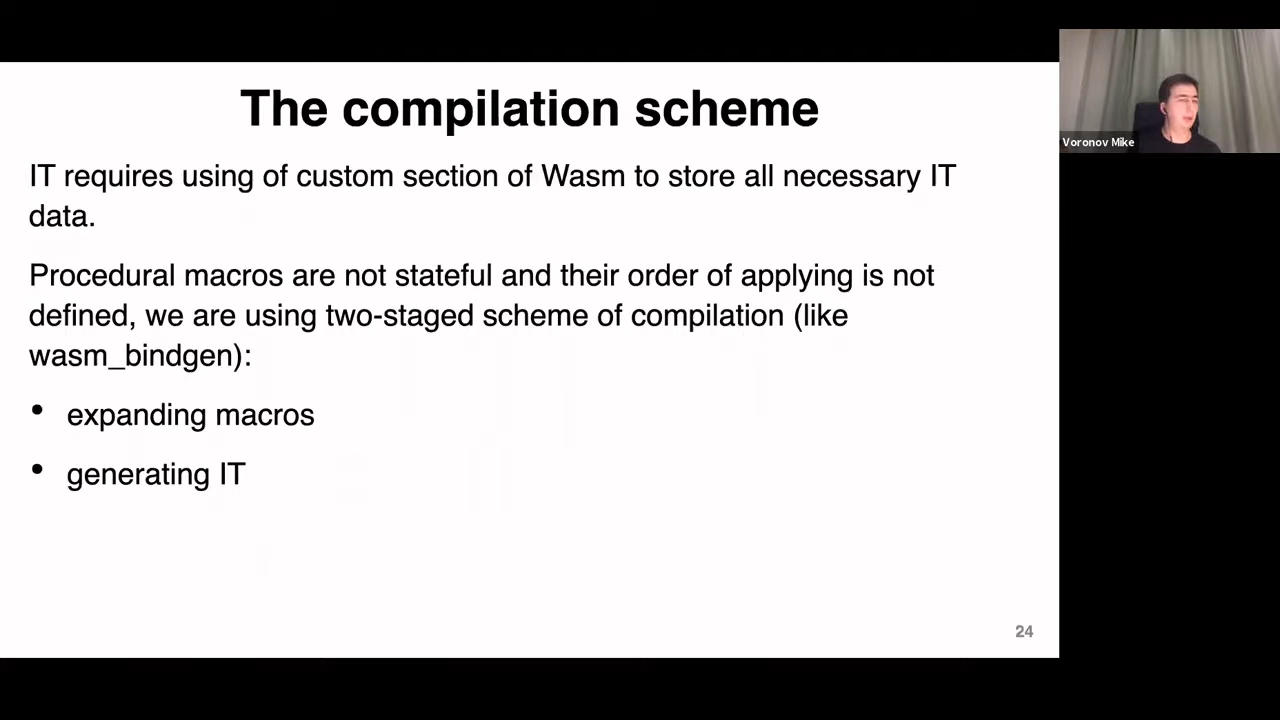 The compilation scheme
IT requires using of custom section of Wasm to store all necessary IT
data.
Procedural macros are not stateful and their order of applying is not
defined, we are using two-staged scheme of compilation (like
wasm_bindgen):
• expanding macros
• generating IT
24
Voronov Mike